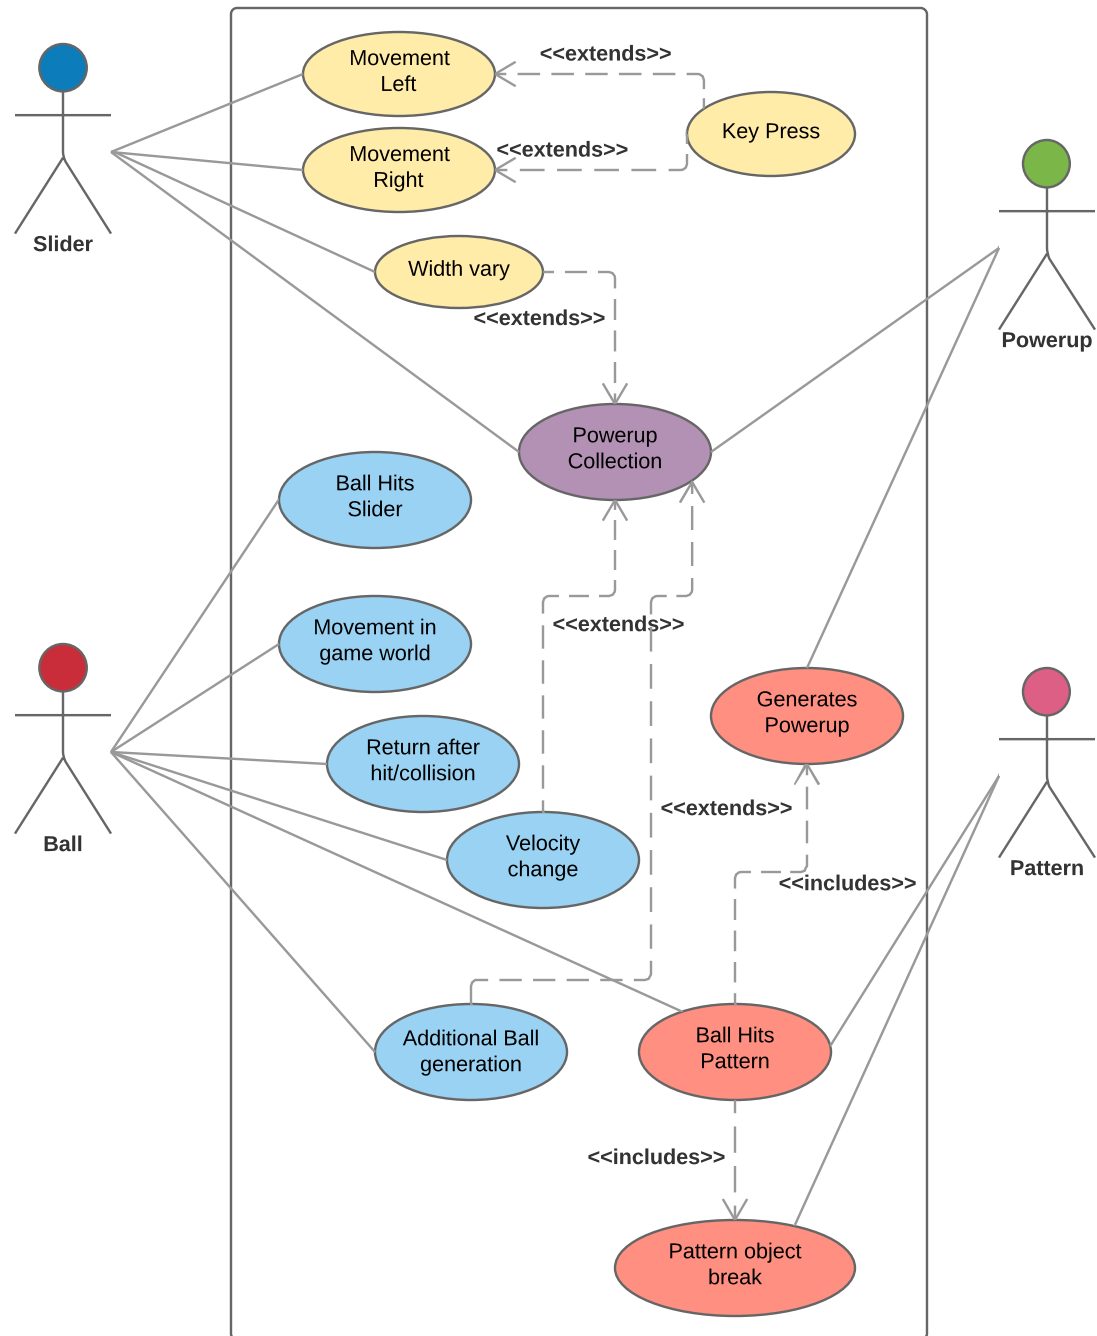 Movement
Left
<<extends>>
Key Press
Movement
Right
<<extends>>
Slider
Width vary
<<extends>>
Powerup
Powerup
Collection
Ball Hits
Slider
Movement in
game world
<<extends>>
Generates
Powerup
Return after
hit/collision
<<extends>>
Ball
Velocity
change
<<includes>>
Pattern
Additional Ball
generation
Ball Hits
Pattern
<<includes>>
Pattern object
break